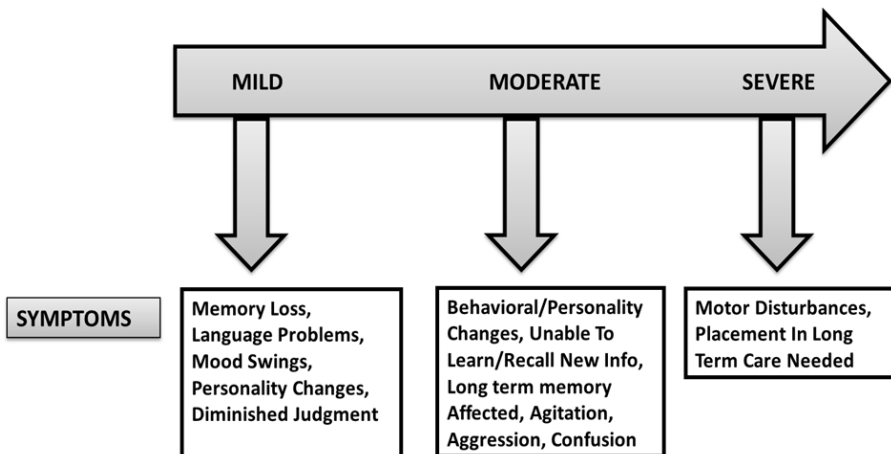 MILD
MODERATE
SEVERE
SYMPTOMS
Memory Loss,
Language Problems,
Mood Swings,
Personality Changes,
Diminished Judgment
Behavioral/Personality
Changes, Unable To
Learn/Recall New Info,
Long term memory
Affected, Agitation,
Aggression, Confusion
Motor Disturbances,
Placement In Long
Term Care Needed